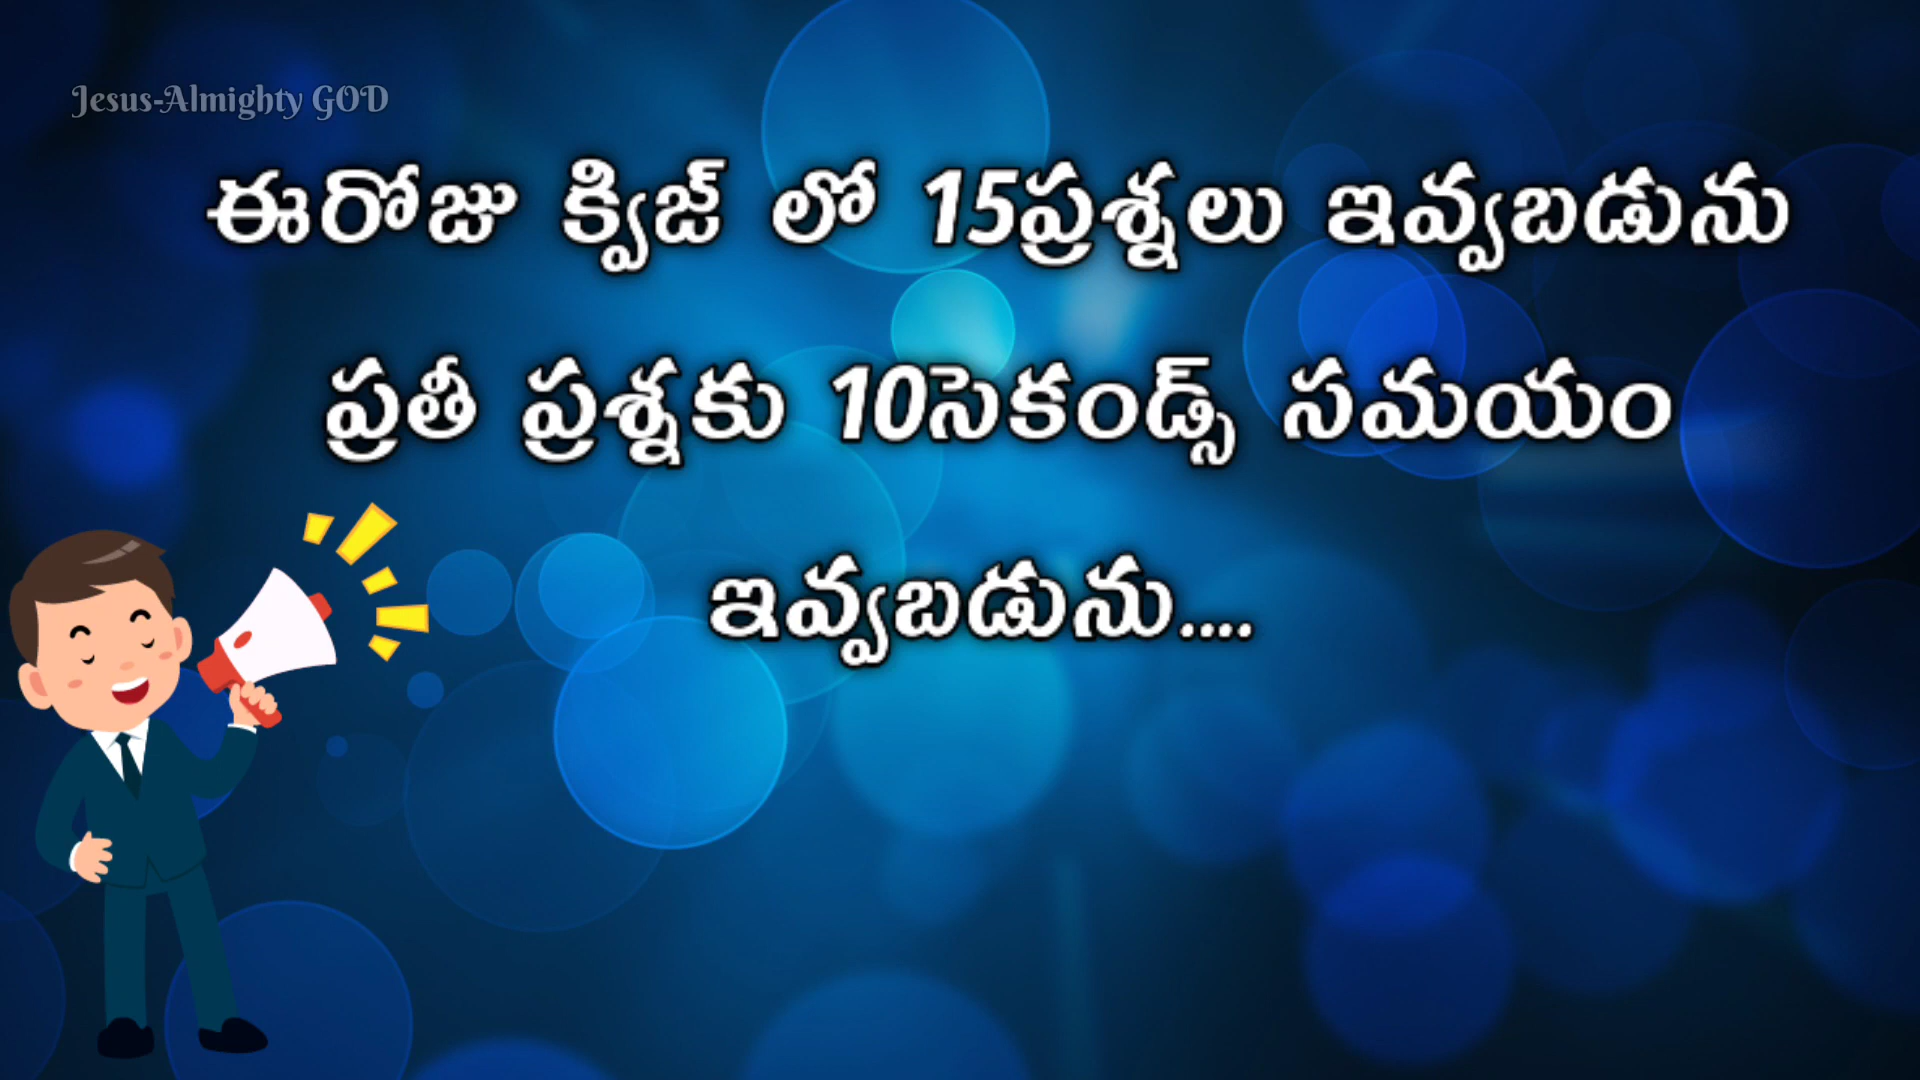 Jesus-Almighty GOD
ఈరోజు క్విజ్ లో 15ప్రశ్నలు ఇవ్వబడును
ప్రతీ ప్రశ్నకు 10సెకండ్స్ సమయం
ఇవ్వబడును....